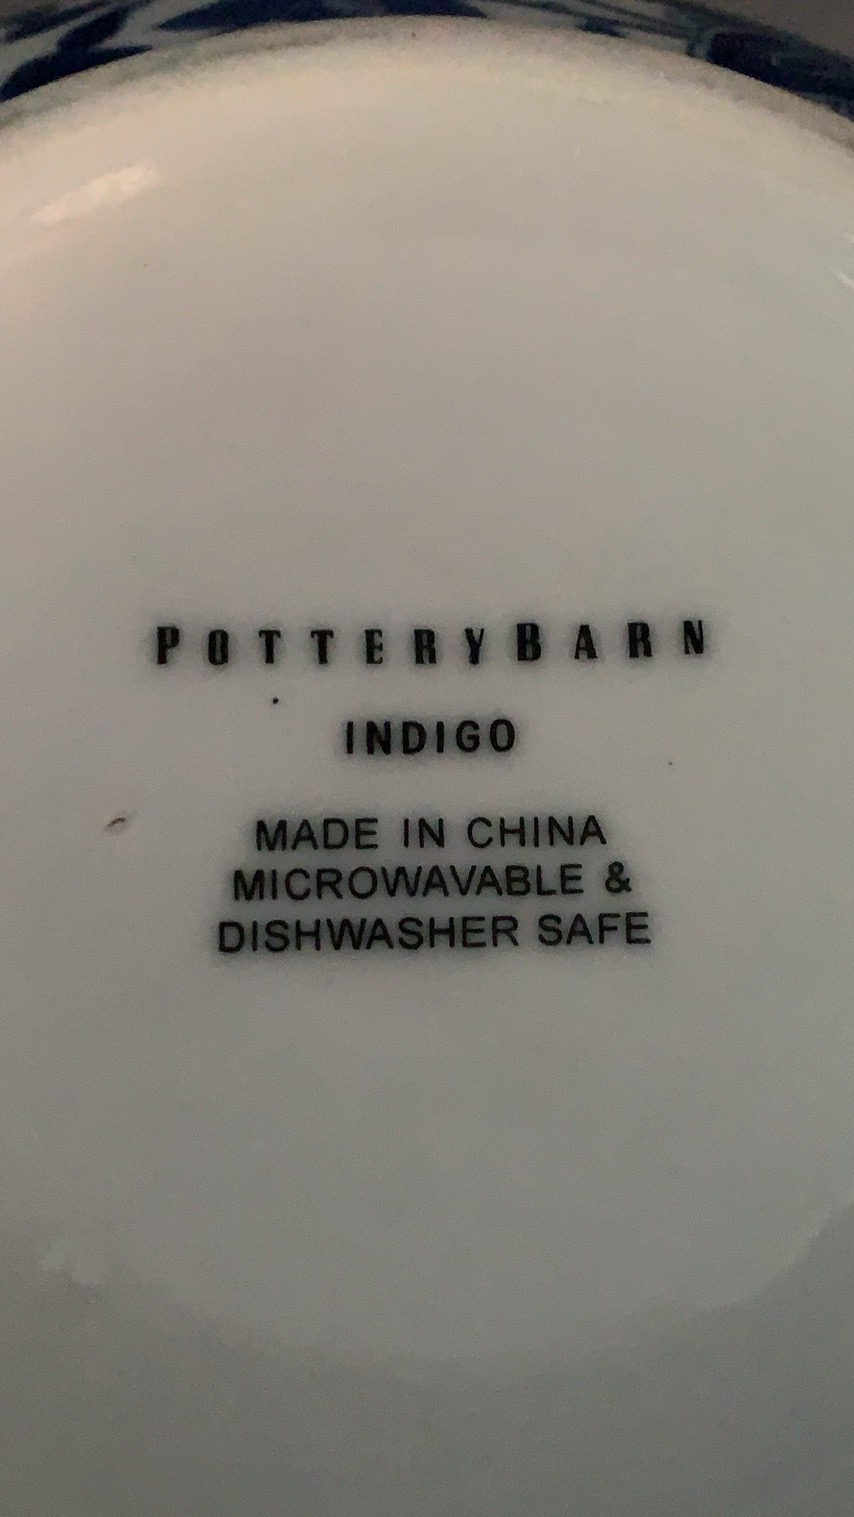 POTTERYBARN
INDIGO
MADE IN CHINA
MICROWAVABLE &
DISHWASHER SAFE